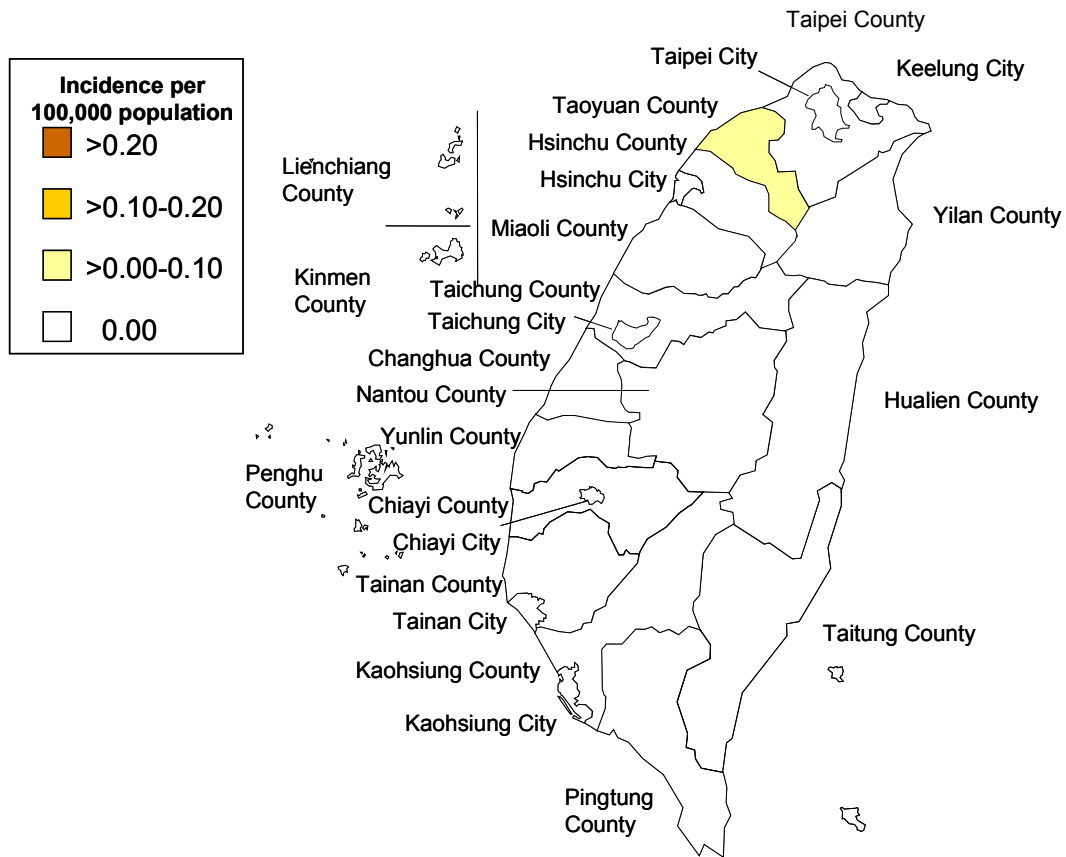 Taipei County
Taipei City
Keelung City
Incidence per
100,000 population
>0.20
>0.10-0.20
>0.00-0.10
0.00
Taoyuan County
Hsinchu County
Hsinchu City
Lienchiang
County
Miaoli County
Yilan County
Kinmen
County
Taichung County
Taichung City
Changhua County
Nantou County
Hualien County
Yunlin County
Penghu
County
Chiayi County
Chiayi City
Tainan County
Tainan City
Taitung County
Kaohsiung County
Kaohsiung City
Pingtung
County